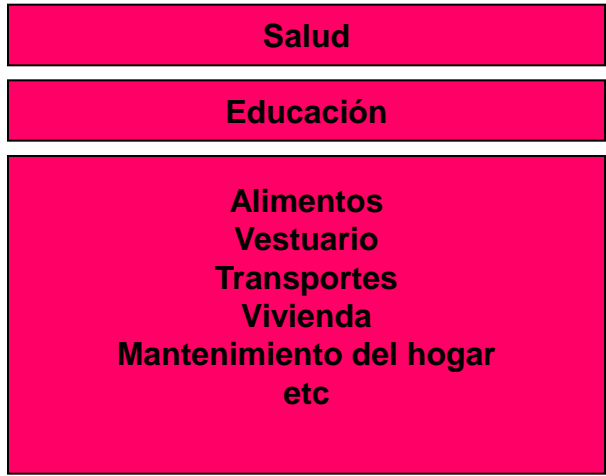 Salud
Educación
Alimentos
Vestuario
Transportes
Vivienda
Mantenimiento del hogar
etc